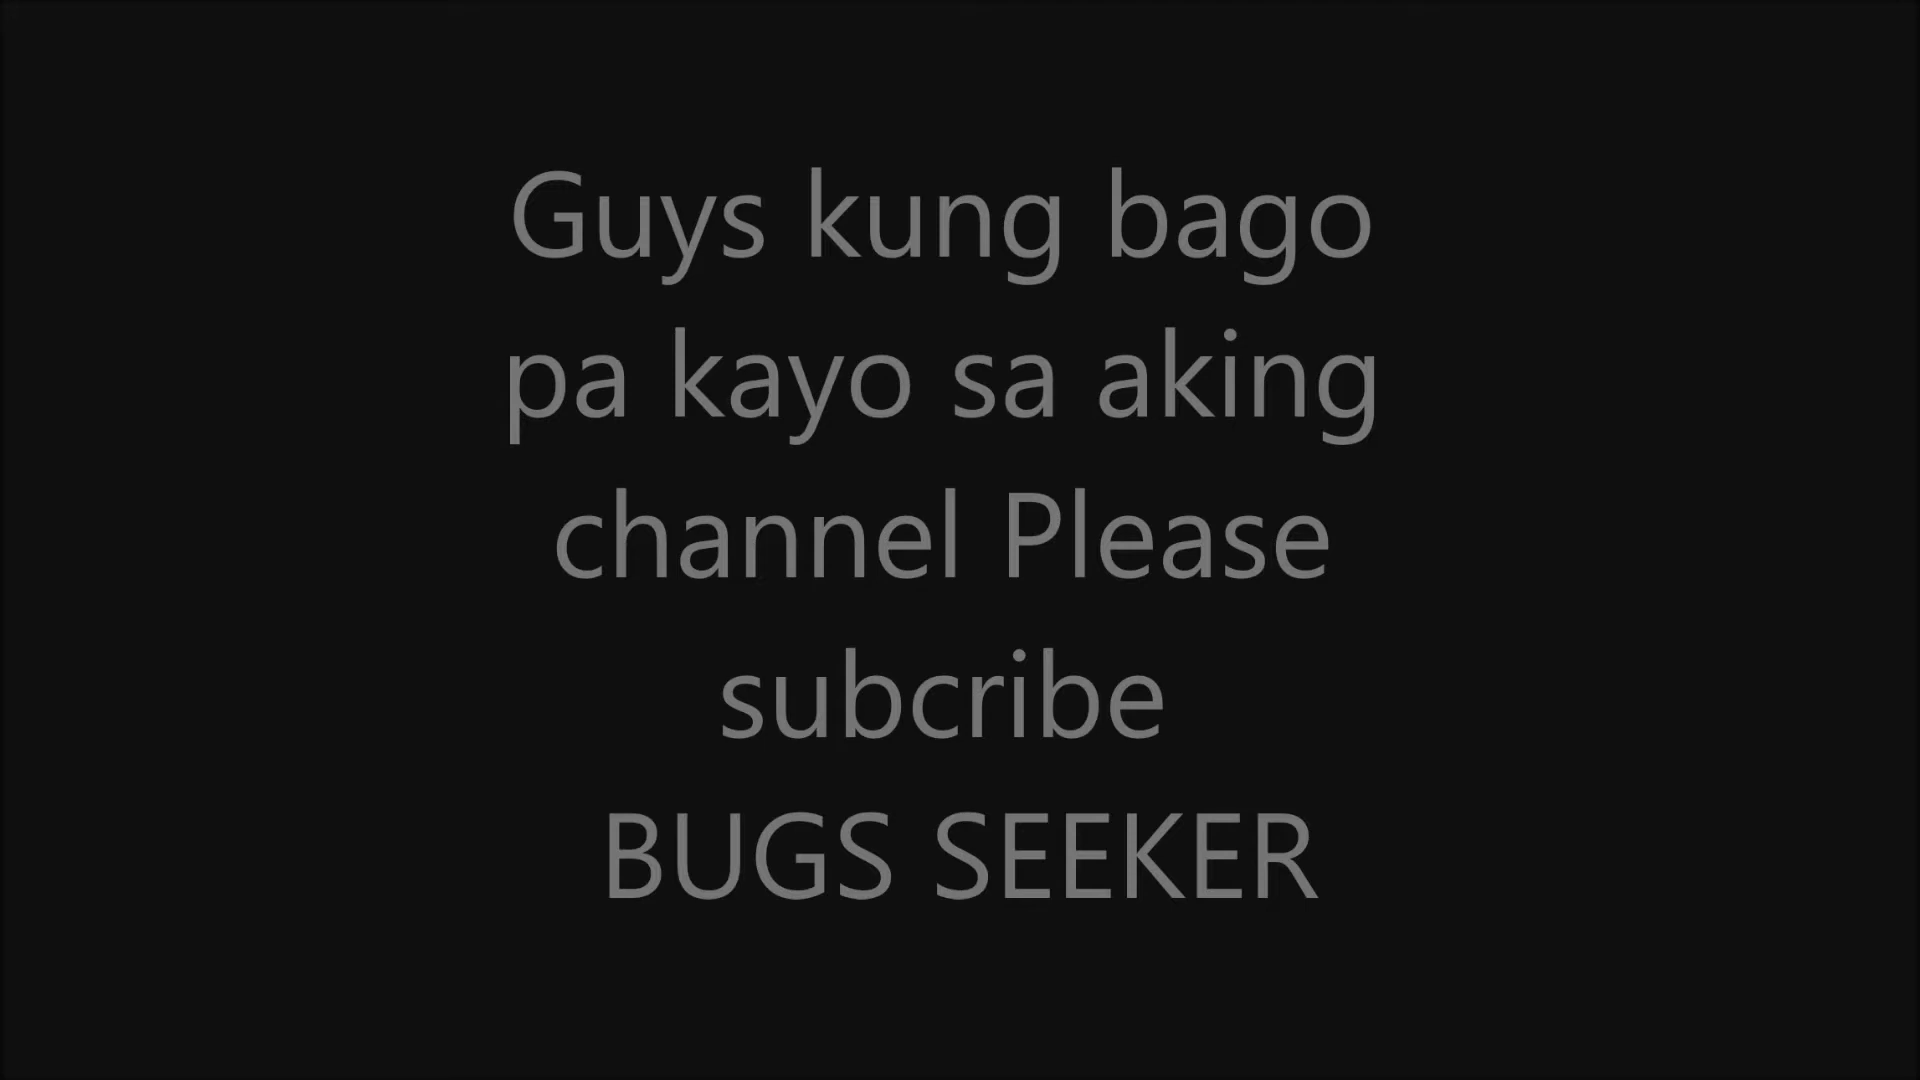 Guys kung bago
pa kayo sa aking
channel Please
subcribe
BUGS SEEKER